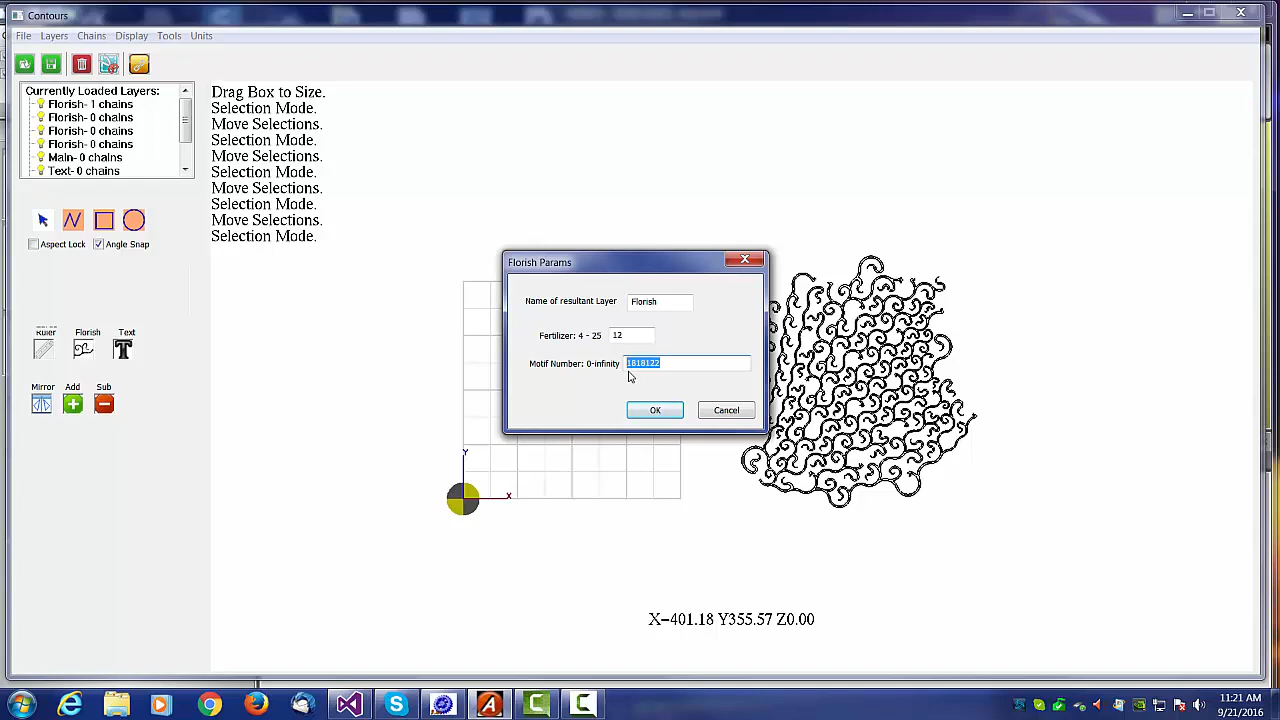 Contours
File Layers Chains Display Tools Units
Currently Loaded Layers:
Florish- 1 chains
Florish- 0 chains
Florish- 0 chains
Florish- 0 chains
Main- 0 chains
Text- 0 chains
Aspect Lock Angle Snap
Ruler Florish Text
Mirror Add Sub
Drag Box to Size.
Selection Mode.
Move Selections.
Selection Mode.
Move Selections.
Selection Mode.
Move Selections.
Selection Mode.
Move Selections.
Selection Mode.
Florish Params
Name of resultant Layer Florish
Fertilizer: 4 - 25 12
Motif Number: 0-infinity 1818122
OK Cancel
Y
X
X=401.18 Y355.57 Z0.00
11:21 AM
9/21/2016